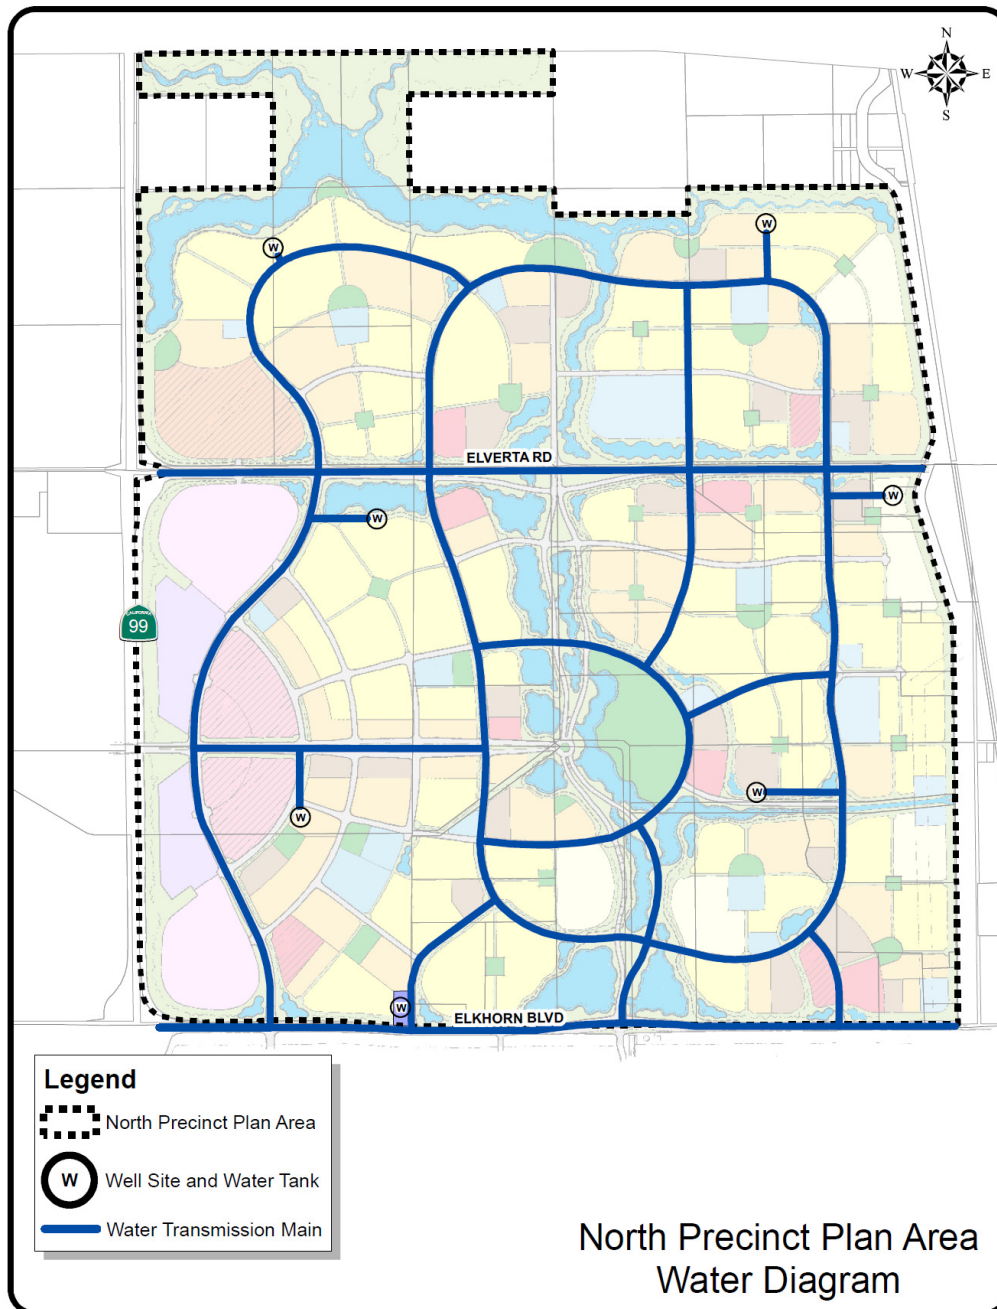 N
W E
S
W
W
ELVERTA RD
W
W
CALIFORNIA
99
W
W
W
ELKHORN BLVD
Legend
North Precinct Plan Area
W Well Site and Water Tank
Water Transmission Main
North Precinct Plan Area
Water Diagram